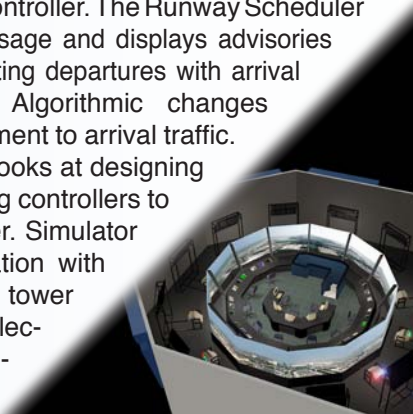 ontroller. The Runway Scheduler
sage and displays advisories
ting departures with arrival
Algorithmic changes
ment to arrival traffic.
ooks at designing
g controllers to
r. Simulator
ation with
tower
lec-
-